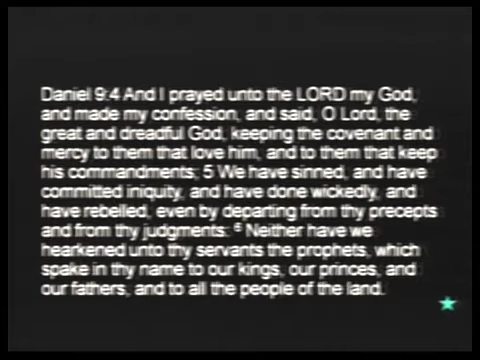 Daniel 9:4 And I prayed unto the LORD my God,
and made my confession, and said, O Lord, the
great and dreadful God, keeping the covenant and
mercy to them that love him, and to them that keep
his commandments; 5 We have sinned, and have
committed iniquity, and have done wickedly, and
have rebelled, even by departing from thy precepts
and from thy judgments: 6 Neither have we
hearkened unto thy servants the prophets, which
spake in thy name to our kings, our princes, and
our fathers, and to all the people of the land.